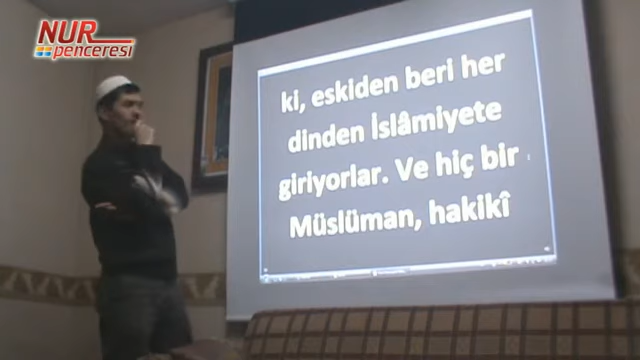 NUR
penceresi
ki, eskiden beri her
dinden İslâmiyete
giriyorlar. Ve hiç bir
Müslüman, hakikî